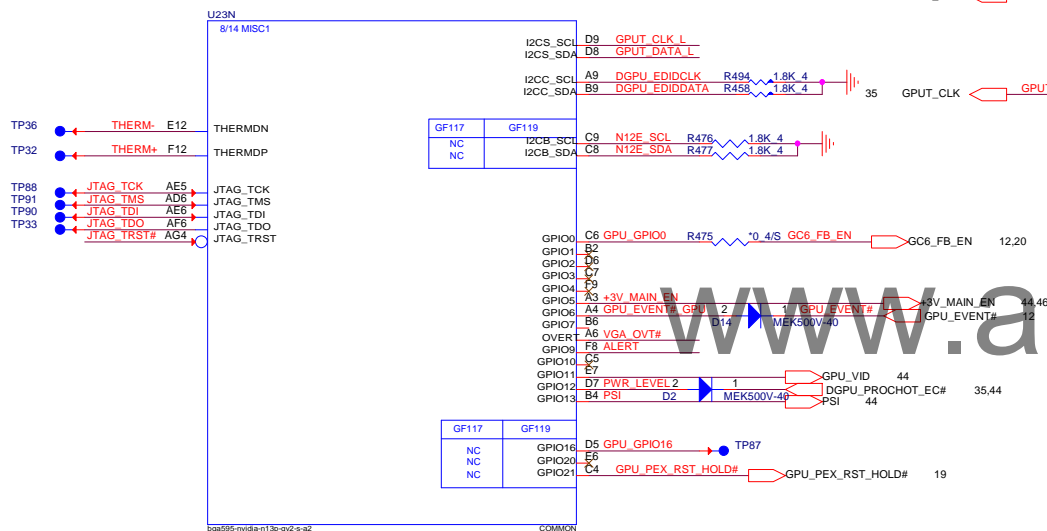 U23N
8/14 MISC1
I2CS_SCL D9 GPUT_CLK_L
I2CS_SDA D8 GPUT_DATA_L
I2CC_SCL A9 DGPU_EDIDCLK R494 1.8K_4
I2CC_SDA B9 DGPU_EDIDDATA R458 1.8K_4
35 GPUT_CLK GPUT
TP36 THERM- E12 THERMDN
TP32 THERM+ F12 THERMDP
GF117 GF119
NC I2CB_SCL C9 N12E_SCL R476 1.8K_4
NC I2CB_SDA C8 N12E_SDA R477 1.8K_4
TP88 JTAG_TCK AE5 JTAG_TCK
TP91 JTAG_TMS AD6 JTAG_TMS
TP90 JTAG_TDI AE6 JTAG_TDI
TP33 JTAG_TDO AF6 JTAG_TDO
JTAG_TRST# AG4 JTAG_TRST
GPIO0 C6 GPU_GPIO0 R475 *0_4/S GC6_FB_EN GC6_FB_EN 12,20
GPIO1 B2
GPIO2 D6
GPIO3 C7
GPIO4 F9
GPIO5 A3 +3V_MAIN_EN +3V_MAIN_EN 44,46
GPIO6 A4 GPU_EVENT#_GPU 2 D14 1 MEK500V-40 GPU_EVENT# GPU_EVENT# 12
GPIO7 B6
OVERT A6 VGA_OVT#
GPIO9 F8 ALERT
GPIO10 C5
GPIO11 E7 GPU_VID 44
GPIO12 D7 PWR_LEVEL 2 D2 1 MEK500V-40 DGPU_PROCHOT_EC# 35,44
GPIO13 B4 PSI PSI 44
GF117 GF119
NC GPIO16 D5 GPU_GPIO16 TP87
NC GPIO20 E6
NC GPIO21 C4 GPU_PEX_RST_HOLD# GPU_PEX_RST_HOLD# 19
bga595-nvidia-n13p-gv2-s-a2 COMMON
www.a